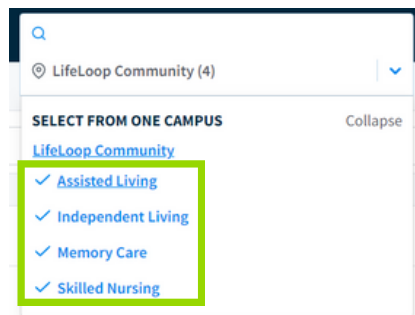 LifeLoop Community (4)
SELECT FROM ONE CAMPUS Collapse
LifeLoop Community
Assisted Living
Independent Living
Memory Care
Skilled Nursing